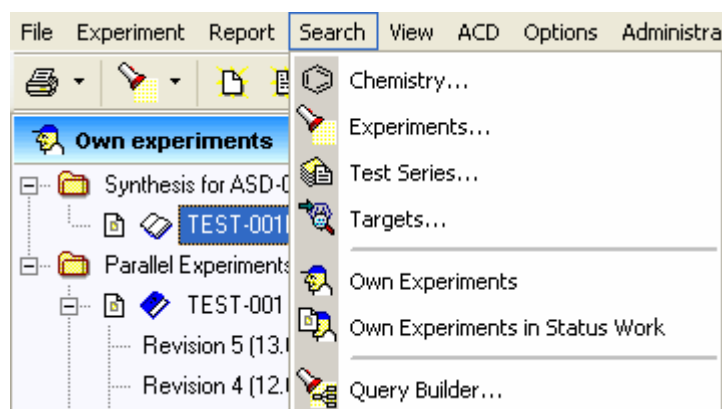 File Experiment Report Search View ACD Options Administra
Chemistry...
Experiments...
Own experiments
Test Series...
Synthesis for ASD-0
Targets...
TEST-001
Parallel Experiments
Own Experiments
TEST-001
Own Experiments in Status Work
Revision 5 (13.0
Revision 4 (12.0
Query Builder...